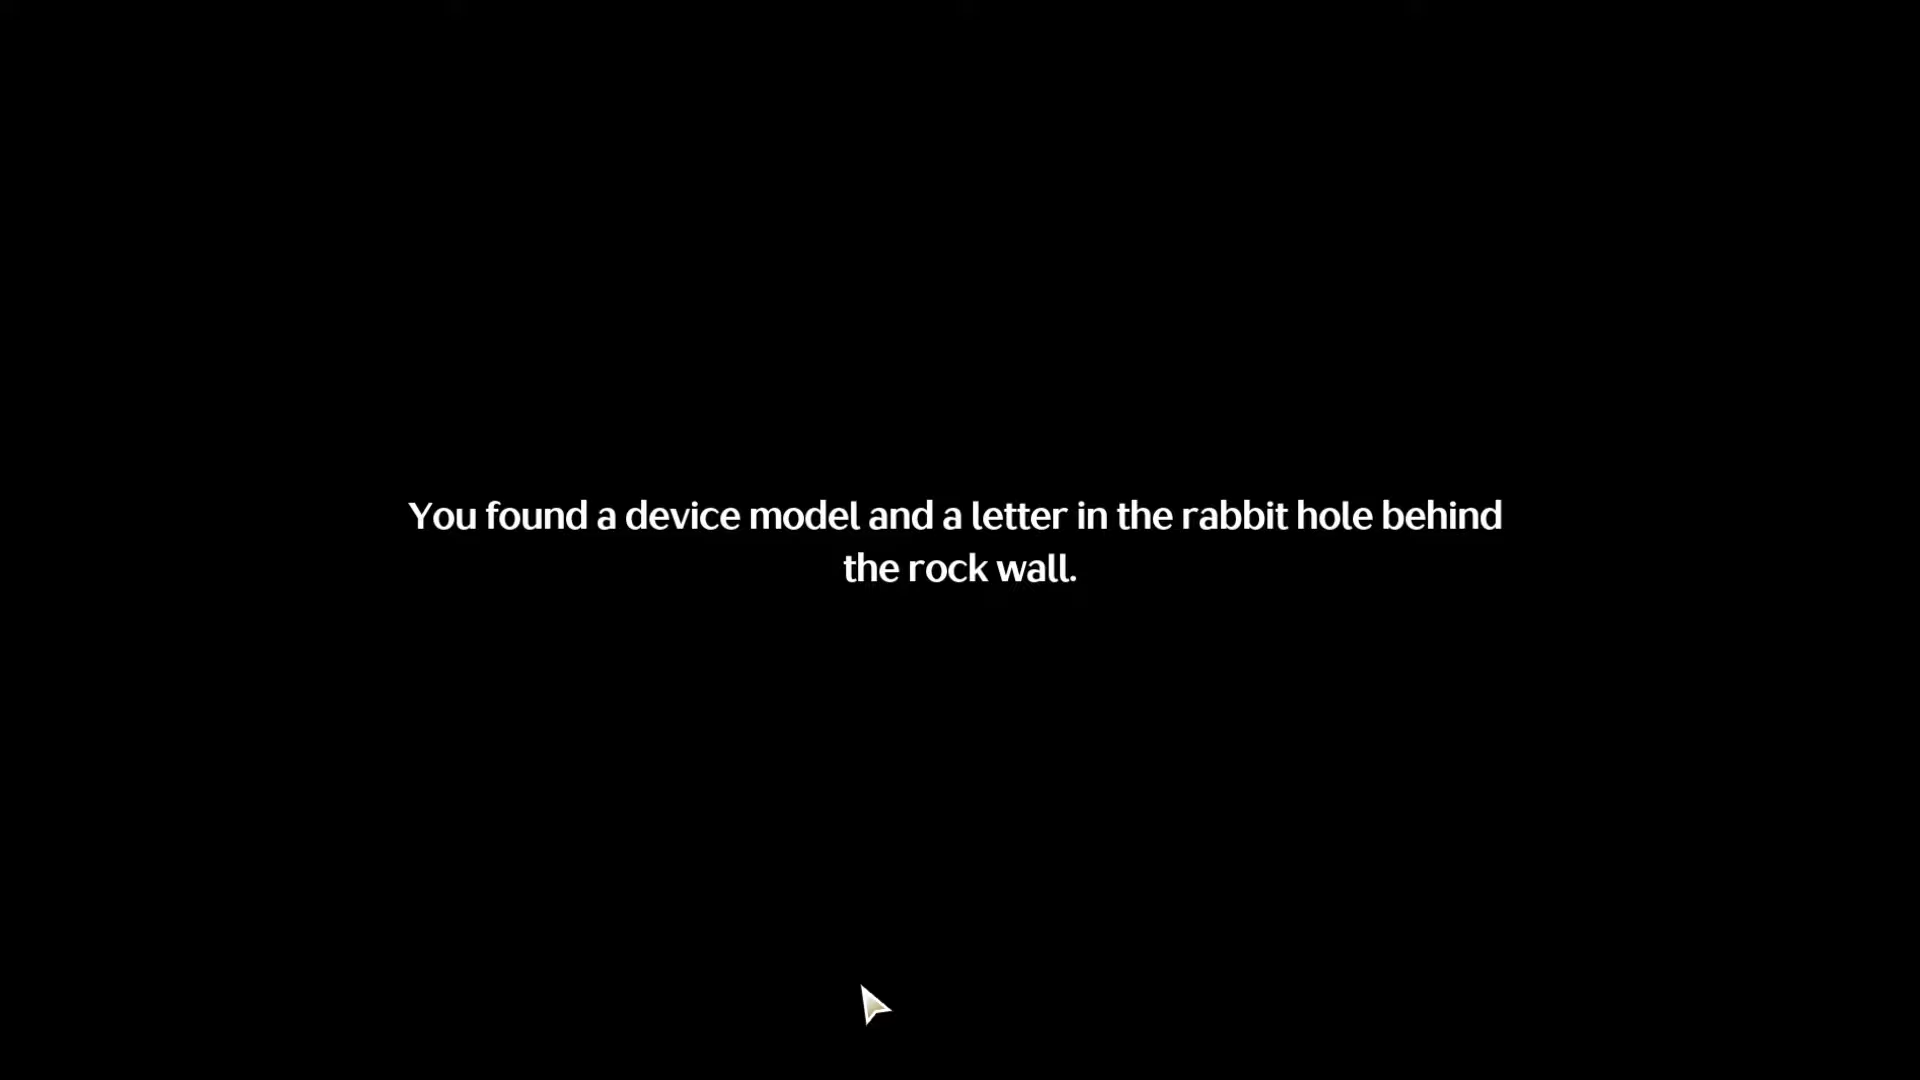 You found a device model and a letter in the rabbit hole behind
the rock wall.